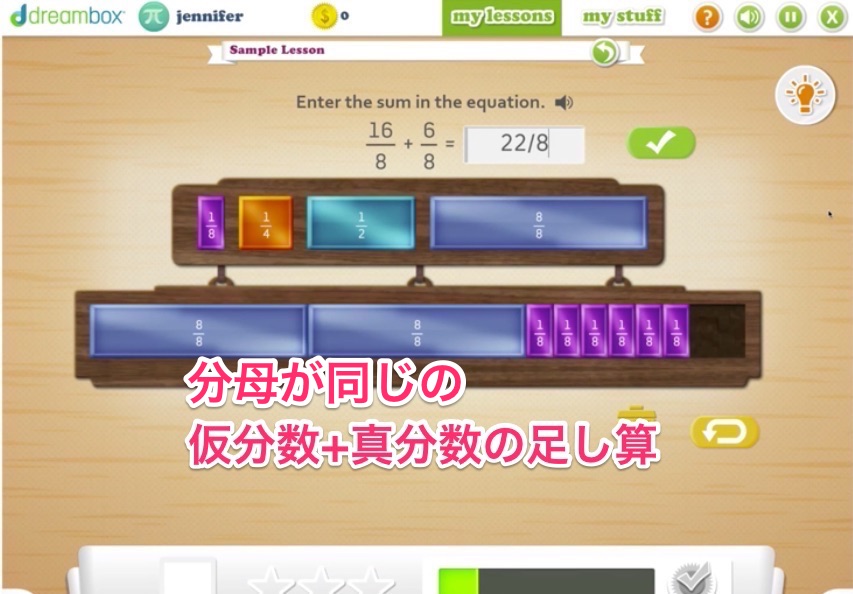 dreambox
π
jennifer
$ 0
my lessons
my stuff
?
X
Sample Lesson
Enter the sum in the equation.
16/8 + 6/8 = 22/8
1/8 1/4 1/2 8/8
8/8 8/8 1/8 1/8 1/8 1/8 1/8 1/8
分母が同じの
仮分数+真分数の足し算